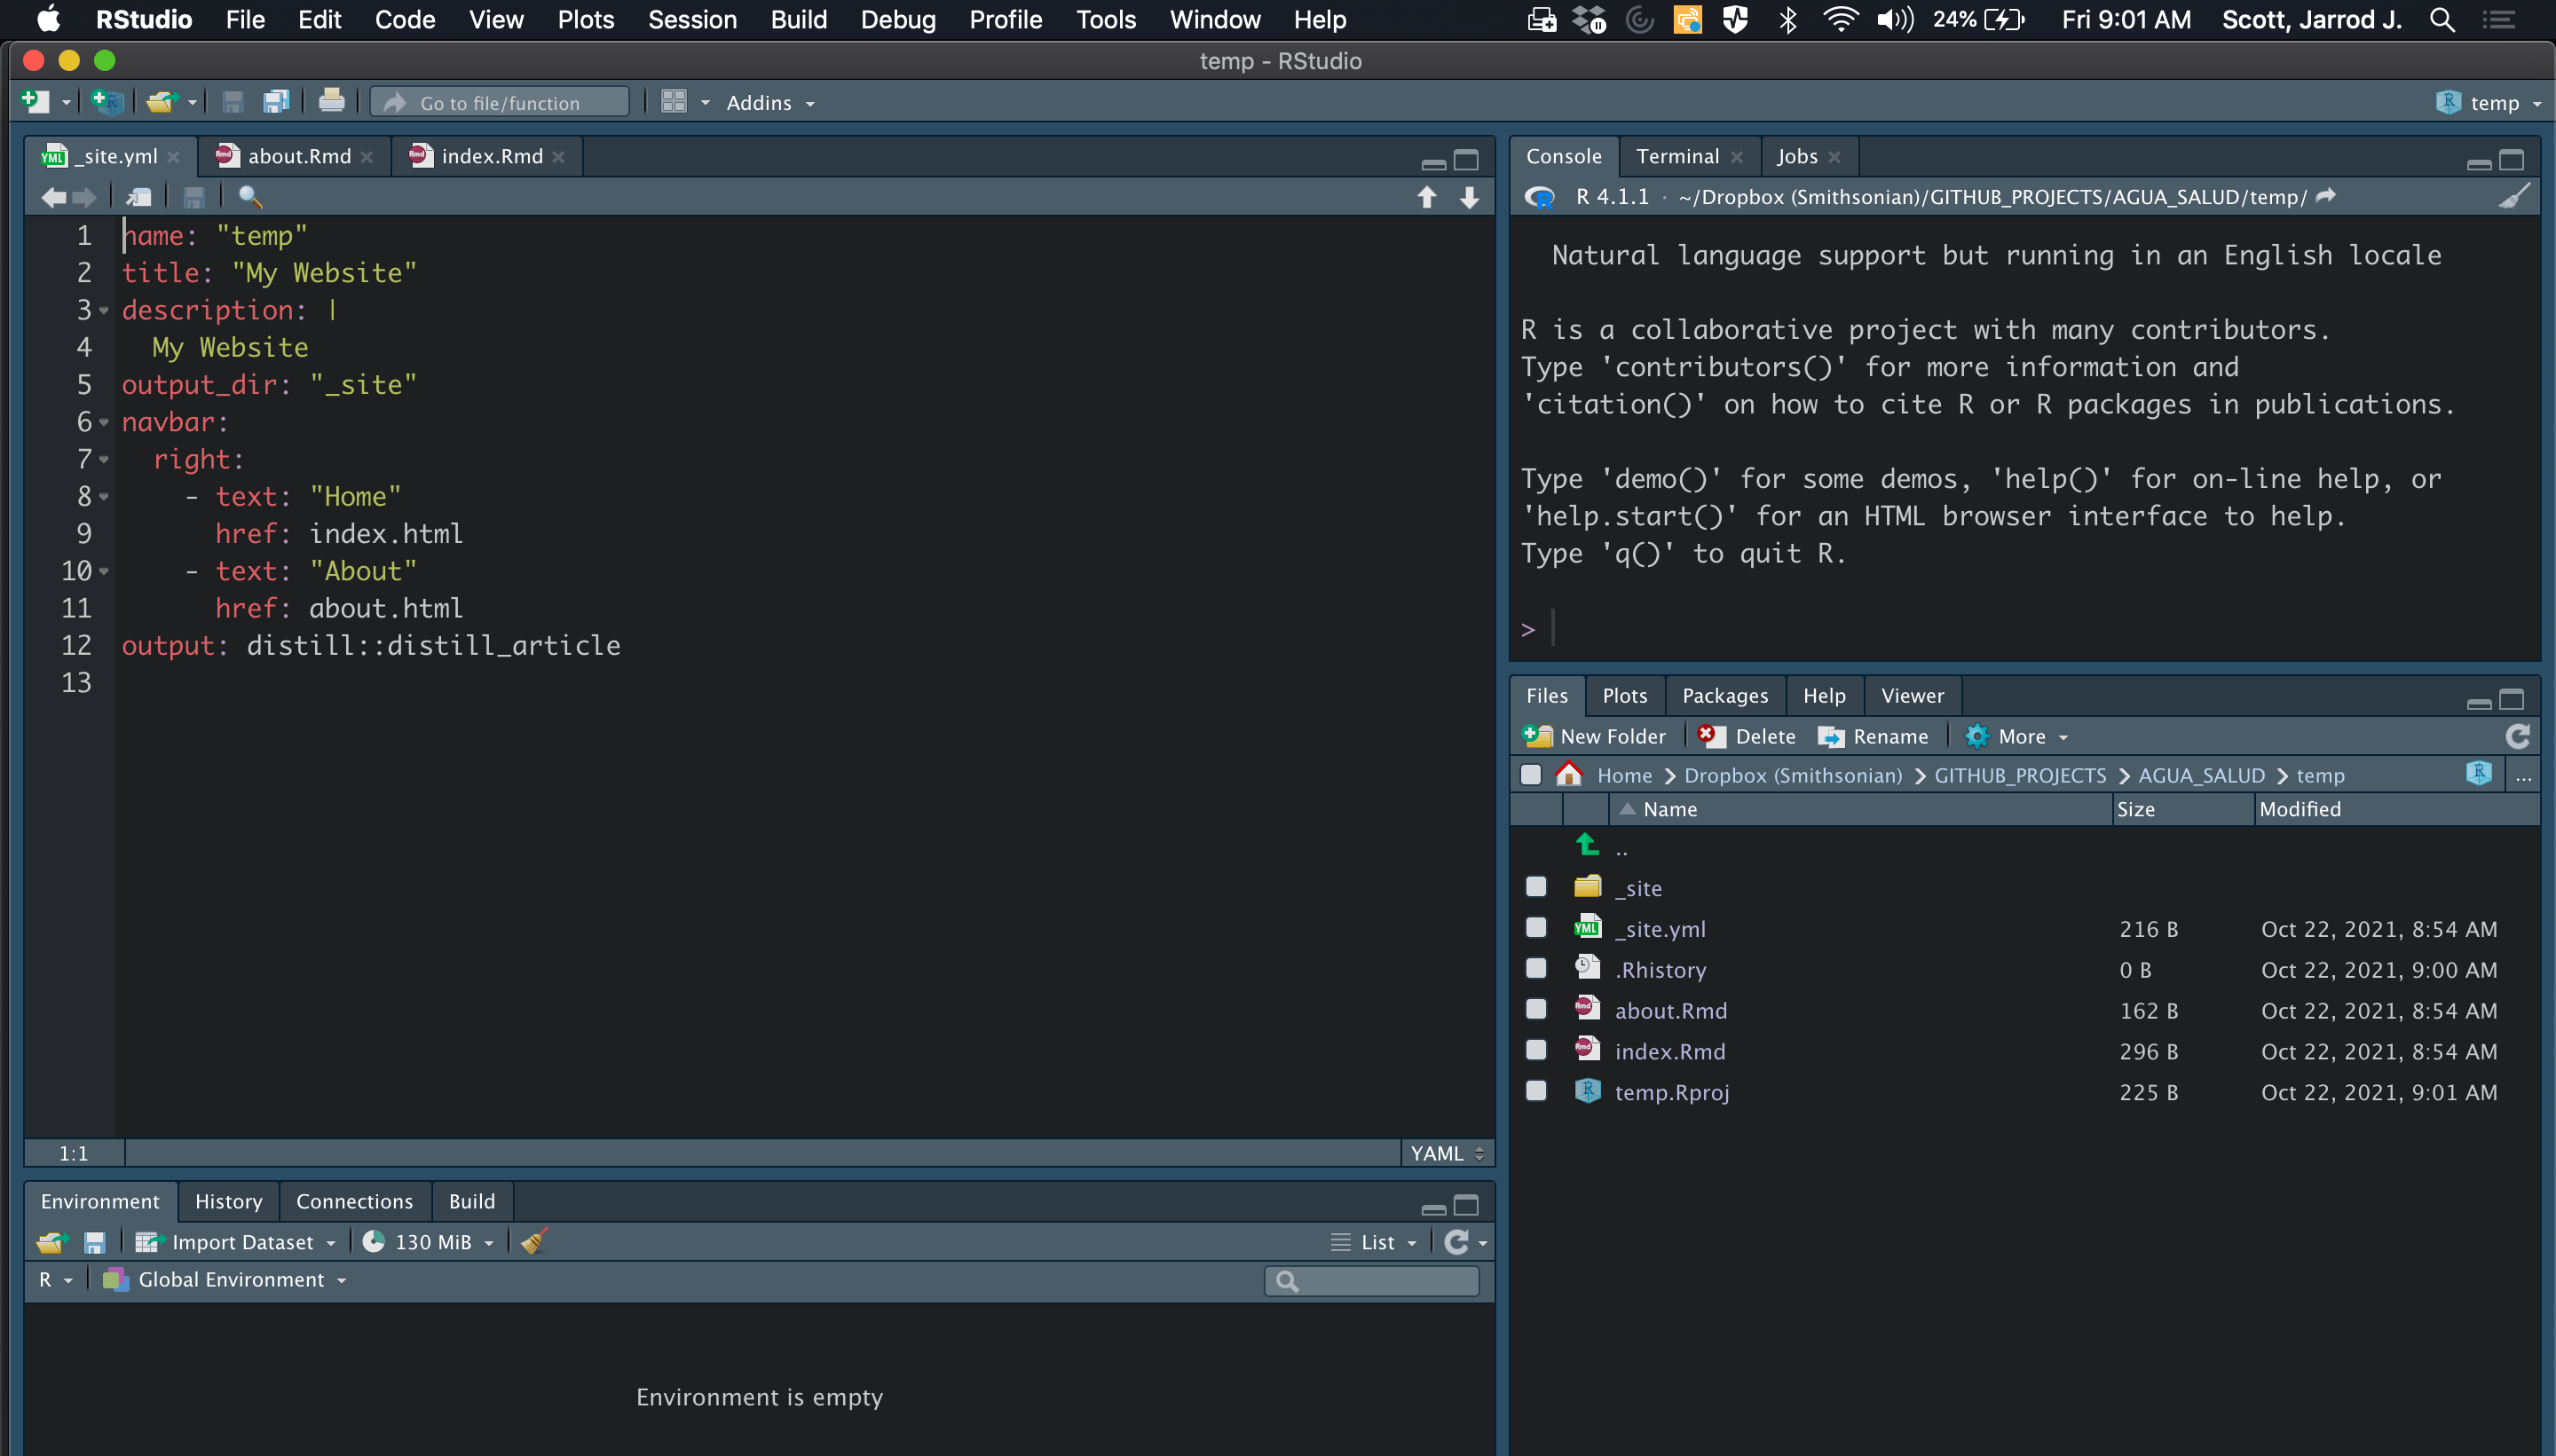 RStudio File Edit Code View Plots Session Build Debug Profile Tools Window Help 24% Fri 9:01 AM Scott, Jarrod J.
temp - RStudio
Go to file/function Addins temp
_site.yml about.Rmd index.Rmd
1 name: "temp"
2 title: "My Website"
3 description: |
4 My Website
5 output_dir: "_site"
6 navbar:
7 right:
8 - text: "Home"
9 href: index.html
10 - text: "About"
11 href: about.html
12 output: distill::distill_article
13
1:1 YAML
Environment History Connections Build
Import Dataset 130 MiB List
R Global Environment
Environment is empty
Console Terminal Jobs
R 4.1.1 · ~/Dropbox (Smithsonian)/GITHUB_PROJECTS/AGUA_SALUD/temp/
Natural language support but running in an English locale
R is a collaborative project with many contributors.
Type 'contributors()' for more information and
'citation()' on how to cite R or R packages in publications.
Type 'demo()' for some demos, 'help()' for on-line help, or
'help.start()' for an HTML browser interface to help.
Type 'q()' to quit R.
>
Files Plots Packages Help Viewer
New Folder Delete Rename More
Home Dropbox (Smithsonian) GITHUB_PROJECTS AGUA_SALUD temp ...
Name Size Modified
..
_site
_site.yml 216 B Oct 22, 2021, 8:54 AM
.Rhistory 0 B Oct 22, 2021, 9:00 AM
about.Rmd 162 B Oct 22, 2021, 8:54 AM
index.Rmd 296 B Oct 22, 2021, 8:54 AM
temp.Rproj 225 B Oct 22, 2021, 9:01 AM